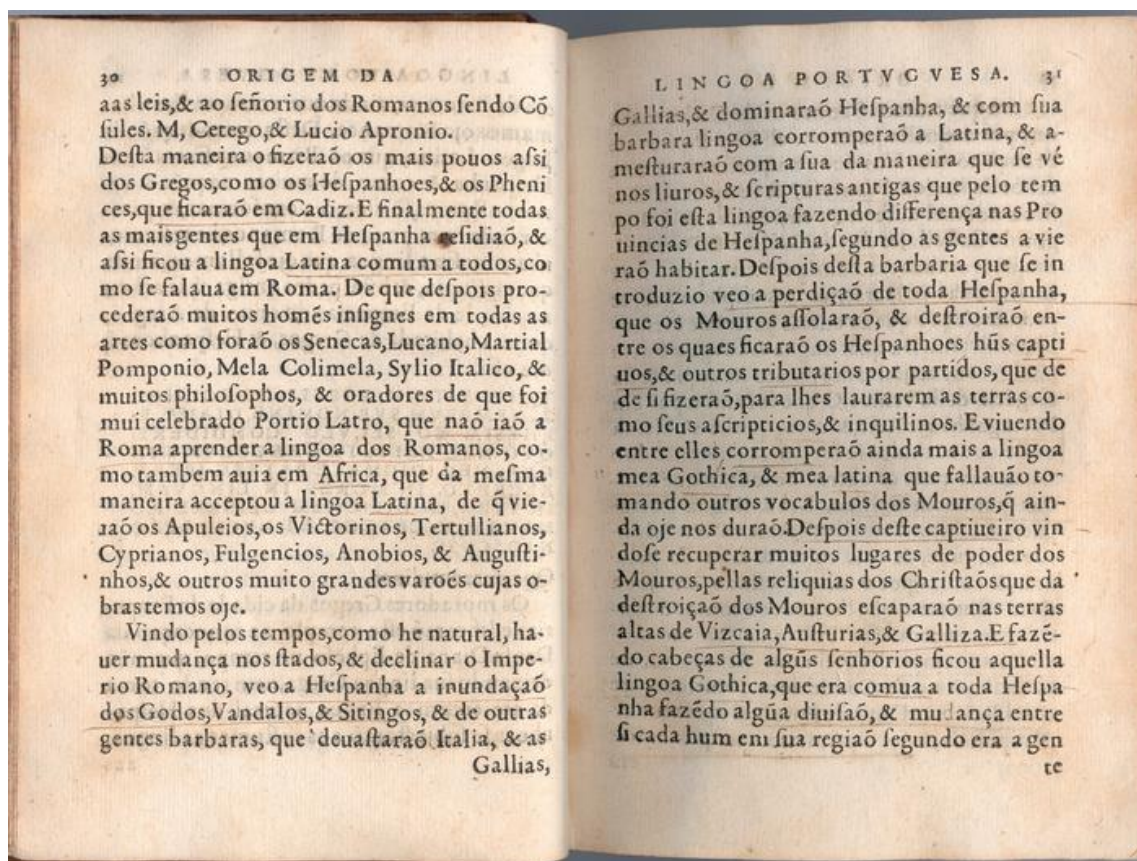 30 ORIGEM DA
aas leis,& ao ſeñorio dos Romanos ſendo Cõ
ſules. M, Cetego,& Lucio Apronio.
Deſta maneira o fizeraõ os mais pouos aſsi
dos Gregos,como os Heſpanhoes,& os Pheni
ces,que ficaraõ em Cadiz. E finalmente todas
as mais gentes que em Heſpanha reſidiaõ, &
aſsi ficou a lingoa Latina comum a todos,co
mo ſe falaua em Roma. De que deſpois pro-
cederaõ muitos homẽs inſignes em todas as
artes como foraõ os Senecas,Lucano,Martial
Pomponio, Mela Colimela, Sylio Italico, &
muitos philoſophos, & oradores de que foi
mui celebrado Portio Latro, que naõ iaõ a
Roma aprender a lingoa dos Romanos, co-
mo tambem auia em Africa, que da meſma
maneira acceptou a lingoa Latina, de q̃ vie-
raõ os Apuleios,os Victorinos, Tertullianos,
Cyprianos, Fulgencios, Anobios, & Auguſti-
nhos,& outros muito grandes varoẽs cujas o-
bras temos oje.
Vindo pelos tempos,como he natural, ha-
uer mudança nos ſtados, & declinar o Impe-
rio Romano, veo a Heſpanha a inundaçaõ
dos Godos,Vandalos,& Sitingos, & de outras
gentes barbaras, que deuaſtaraõ Italia, & as
Gallias,
LINGOA PORTVGVESA. 31
Gallias,& dominaraõ Heſpanha, & com ſua
barbara lingoa corromperaõ a Latina, & a-
meſturaraõ com a ſua da maneira que ſe vé
nos liuros,& ſcripturas antigas que pelo tem
po foi eſta lingoa fazendo differença nas Pro
uincias de Heſpanha,ſegundo as gentes a vie
raõ habitar. Deſpois deſta barbaria que ſe in
troduzio veo a perdiçaõ de toda Heſpanha,
que os Mouros aſſolaraõ, & deſtroiraõ en-
tre os quaes ficaraõ os Heſpanhoes hũs capti
uos,& outros tributarios por partidos, que de
de ſi fizeraõ,para lhes laurarem as terras co-
mo ſeus aſcripticios,& inquilinos. E viuendo
entre elles corromperaõ ainda mais a lingoa
mea Gothica, & mea latina que fallauão to-
mando outros vocabulos dos Mouros,q̃ ain-
da oje nos duraõ.Deſpois deſte captiueiro vin
doſe recuperar muitos lugares de poder dos
Mouros,pellas reliquias dos Chriſtaõs que da
deſtroiçaõ dos Mouros eſcaparaõ nas terras
altas de Vizcaia,Auſturias,& Galliza.E fazẽ-
do cabeças de algũs ſenhorios ficou aquella
lingoa Gothica,que era comua a toda Heſpa
nha fazẽdo algũa diuiſaõ, & mudança entre
ſi cada hum em ſua regiaõ ſegundo era a gen
te